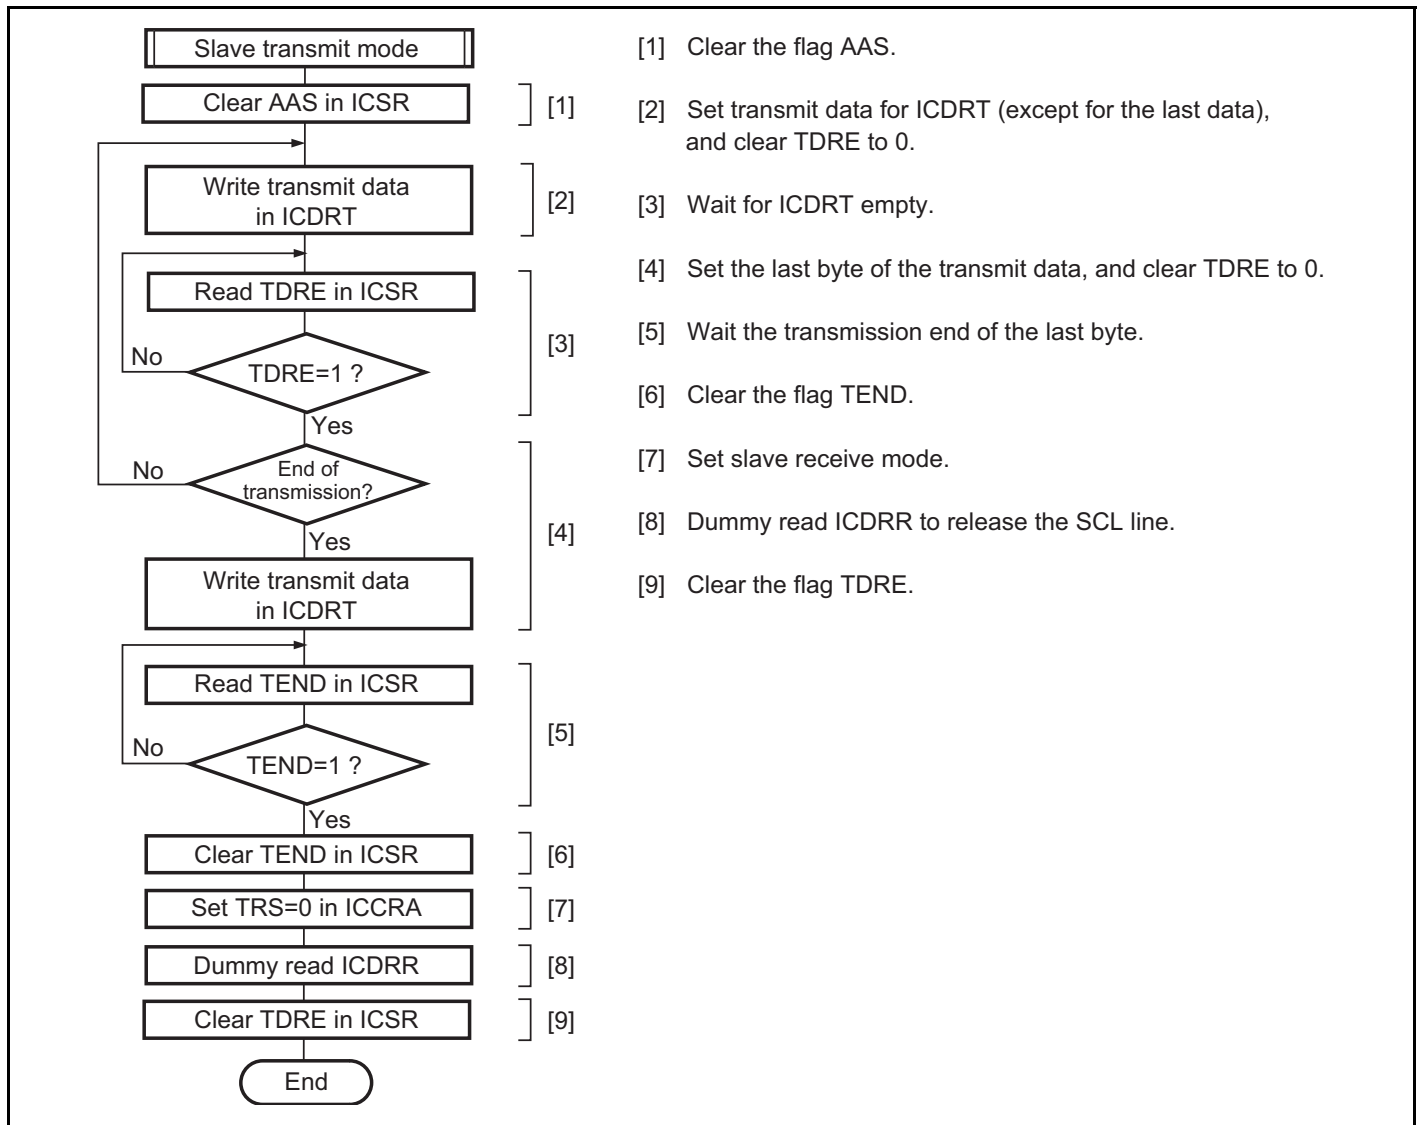 Slave transmit mode
Clear AAS in ICSR
[1]
Write transmit data
in ICDRT
[2]
Read TDRE in ICSR
No
TDRE=1 ?
[3]
Yes
No
End of
transmission?
Yes
[4]
Write transmit data
in ICDRT
Read TEND in ICSR
No
TEND=1 ?
[5]
Yes
Clear TEND in ICSR
[6]
Set TRS=0 in ICCRA
[7]
Dummy read ICDRR
[8]
Clear TDRE in ICSR
[9]
End
[1] Clear the flag AAS.
[2] Set transmit data for ICDRT (except for the last data),
and clear TDRE to 0.
[3] Wait for ICDRT empty.
[4] Set the last byte of the transmit data, and clear TDRE to 0.
[5] Wait the transmission end of the last byte.
[6] Clear the flag TEND.
[7] Set slave receive mode.
[8] Dummy read ICDRR to release the SCL line.
[9] Clear the flag TDRE.